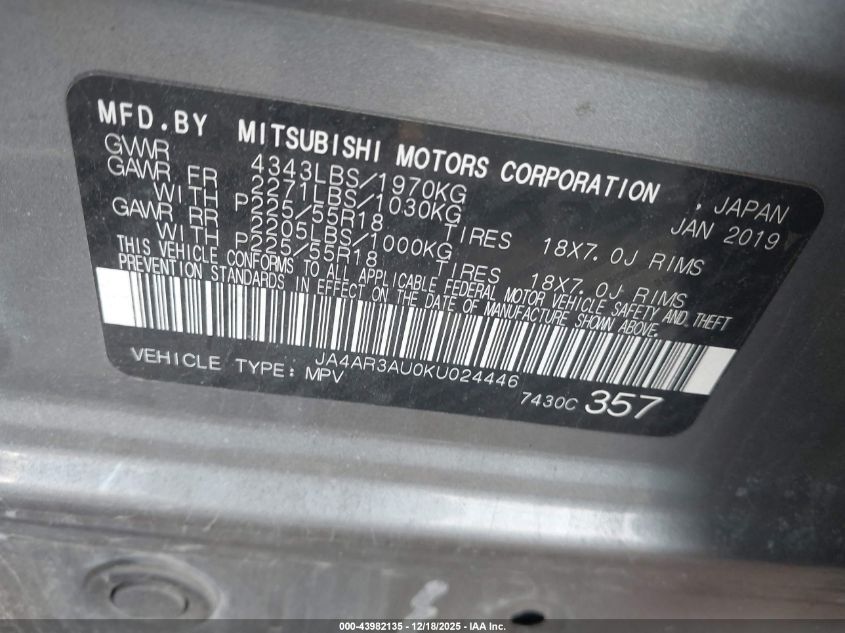 MFD.BY MITSUBISHI MOTORS CORPORATION , JAPAN
GVWR 4343LBS/1970KG JAN 2019
GAWR FR 2271LBS/1030KG
WITH P225/55R18 TIRES 18X7.0J RIMS
GAWR RR 2205LBS/1000KG
WITH P225/55R18 TIRES 18X7.0J RIMS
THIS VEHICLE CONFORMS TO ALL APPLICABLE FEDERAL MOTOR VEHICLE SAFETY AND THEFT
PREVENTION STANDARDS IN EFFECT ON THE DATE OF MANUFACTURE SHOWN ABOVE.
JA4AR3AU0KU024446
VEHICLE TYPE: MPV 7430C 357
000-43982135 - 12/18/2025 - IAA Inc.